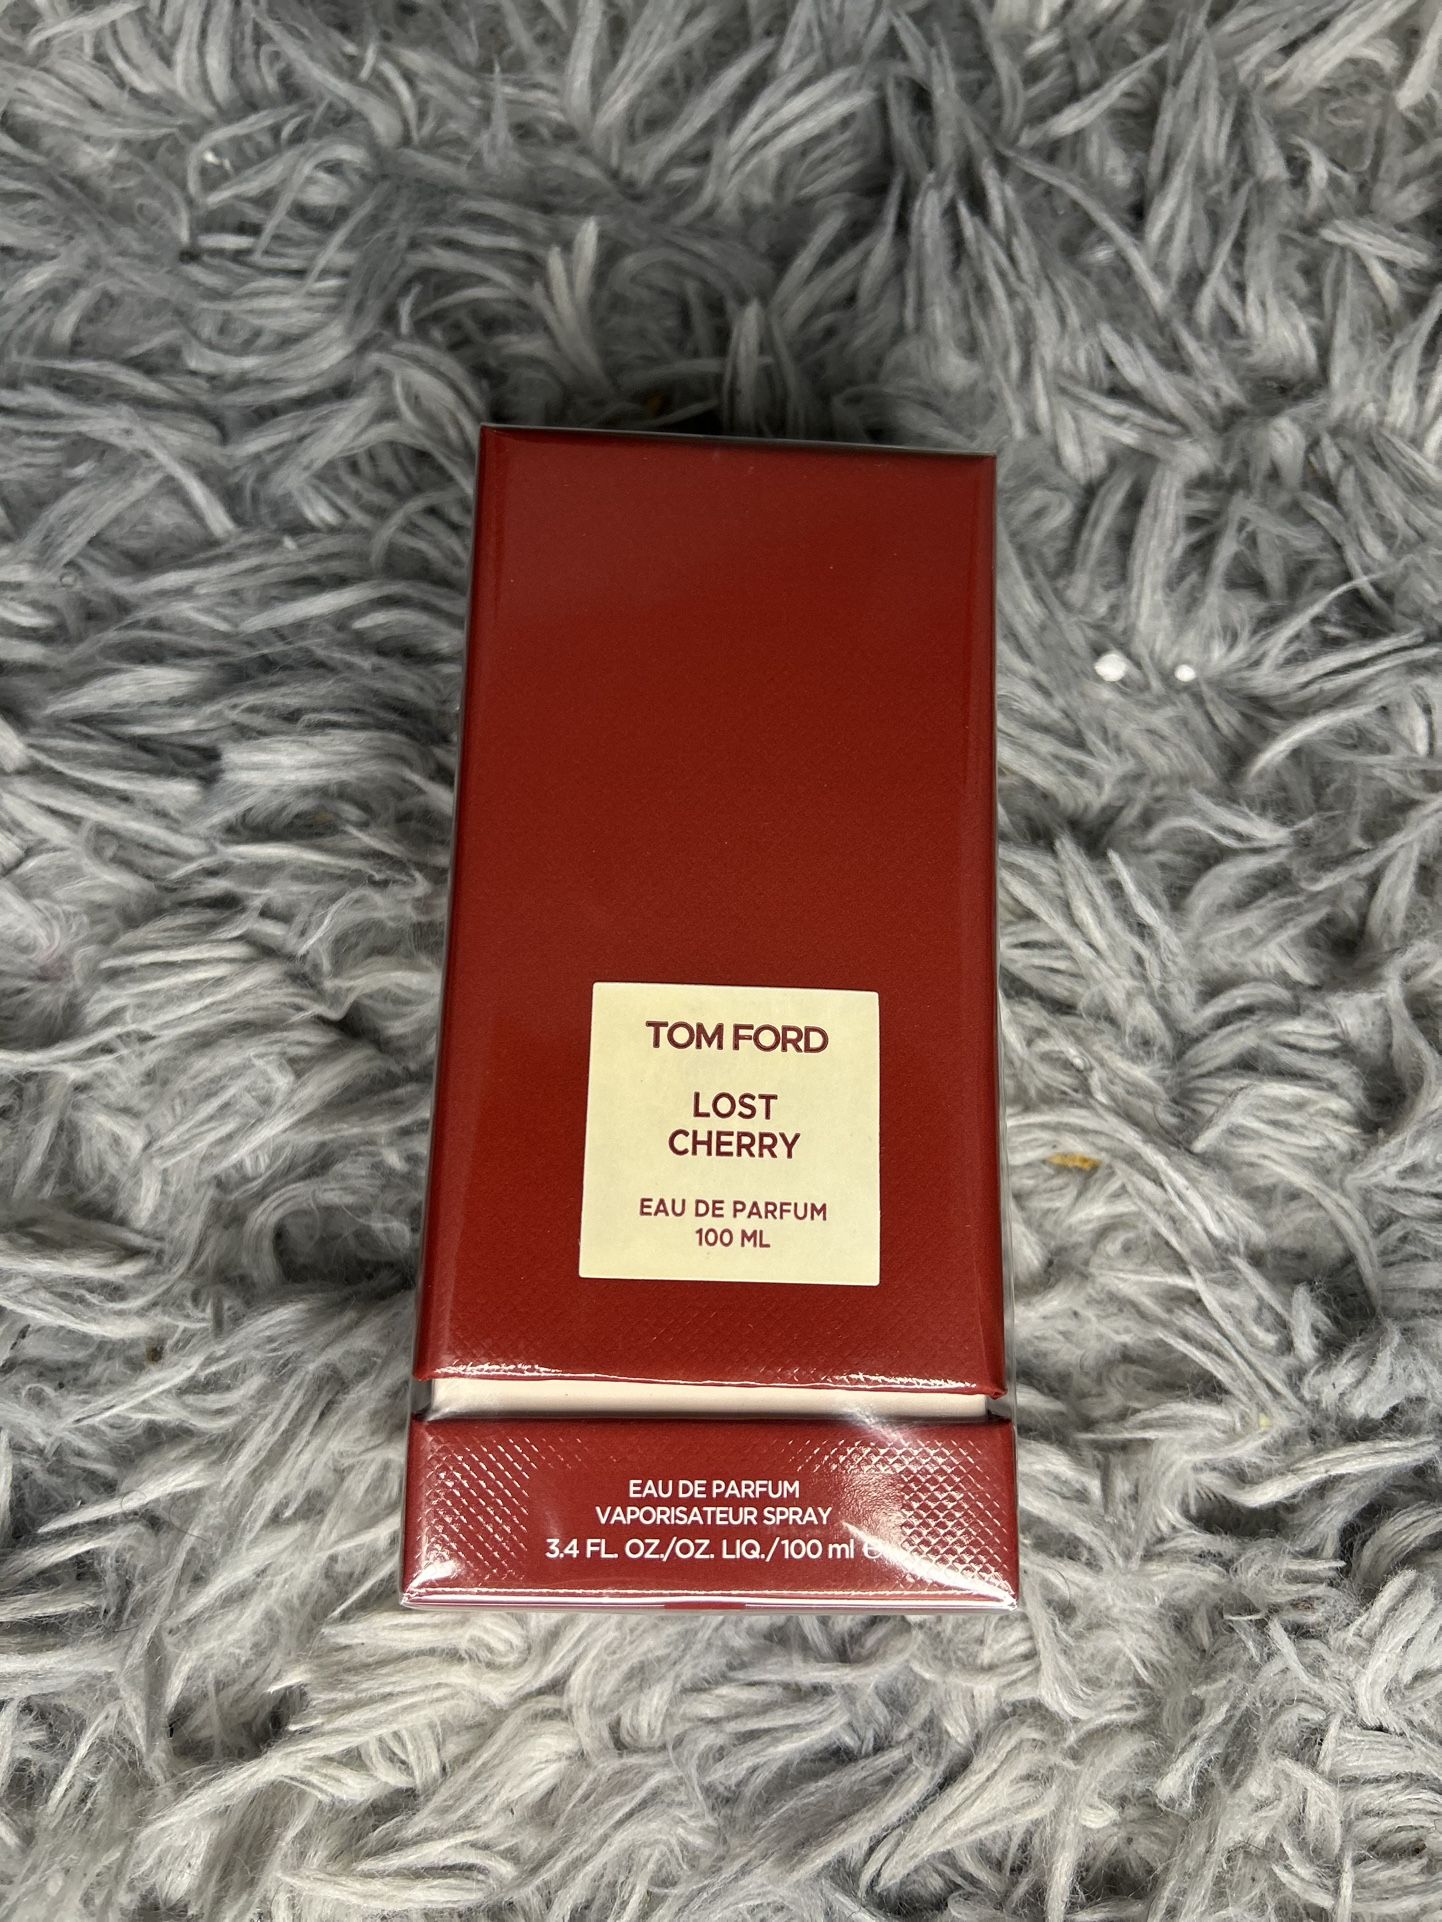 TOM FORD
LOST
CHERRY
EAU DE PARFUM
100 ML
EAU DE PARFUM
VAPORISATEUR SPRAY
3.4 FL. OZ./OZ. LIQ./100 ml ℮